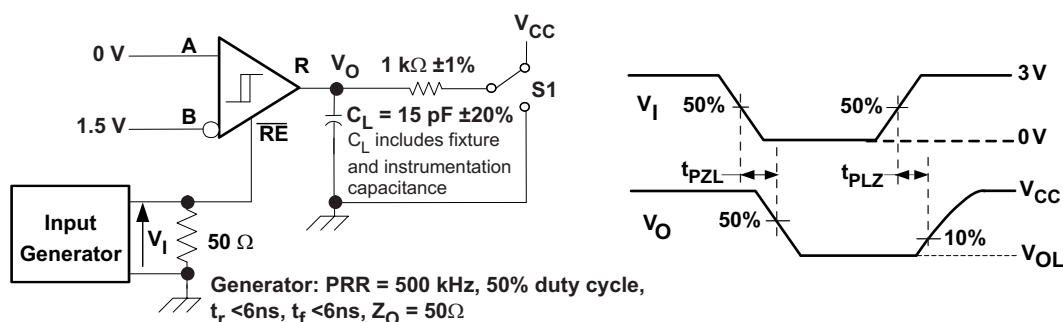 V_CC
0 V
A
R
V_O
1 kΩ ±1%
S1
1.5 V
B
RE
C_L = 15 pF ±20%
C_L includes fixture
and instrumentation
capacitance
Input
Generator
V_I
50 Ω
Generator: PRR = 500 kHz, 50% duty cycle,
t_r <6ns, t_f <6ns, Z_O = 50Ω
3 V
V_I
50%
50%
0 V
t_PZL
t_PLZ
V_CC
V_O
50%
10%
V_OL